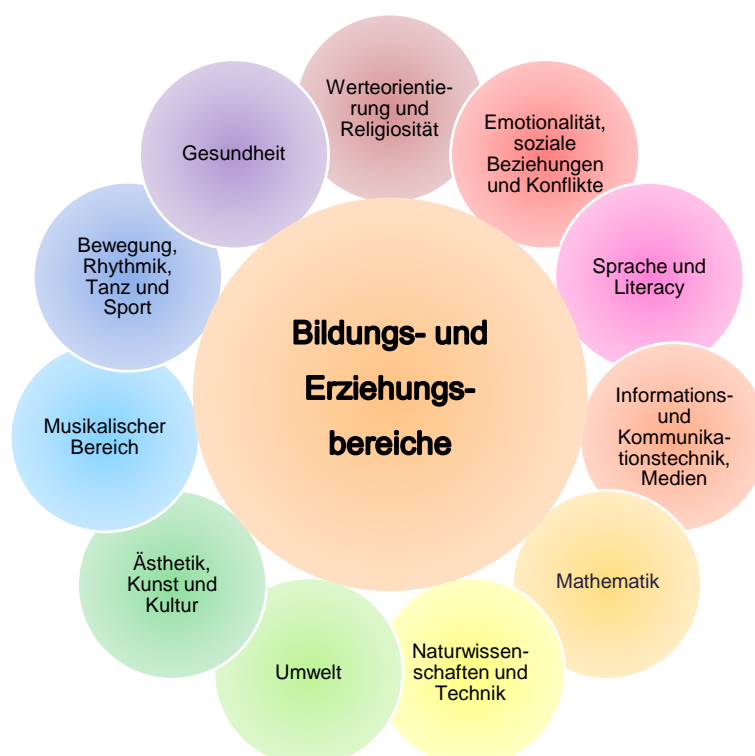 Werteorientie-
rung und
Religiosität
Emotionalität,
soziale
Beziehungen
und Konflikte
Sprache und
Literacy
Informations-
und
Kommunika-
tionstechnik,
Medien
Mathematik
Naturwissen-
schaften und
Technik
Umwelt
Ästhetik,
Kunst und
Kultur
Musikalischer
Bereich
Bewegung,
Rhythmik,
Tanz und
Sport
Gesundheit
Bildungs- und
Erziehungs-
bereiche